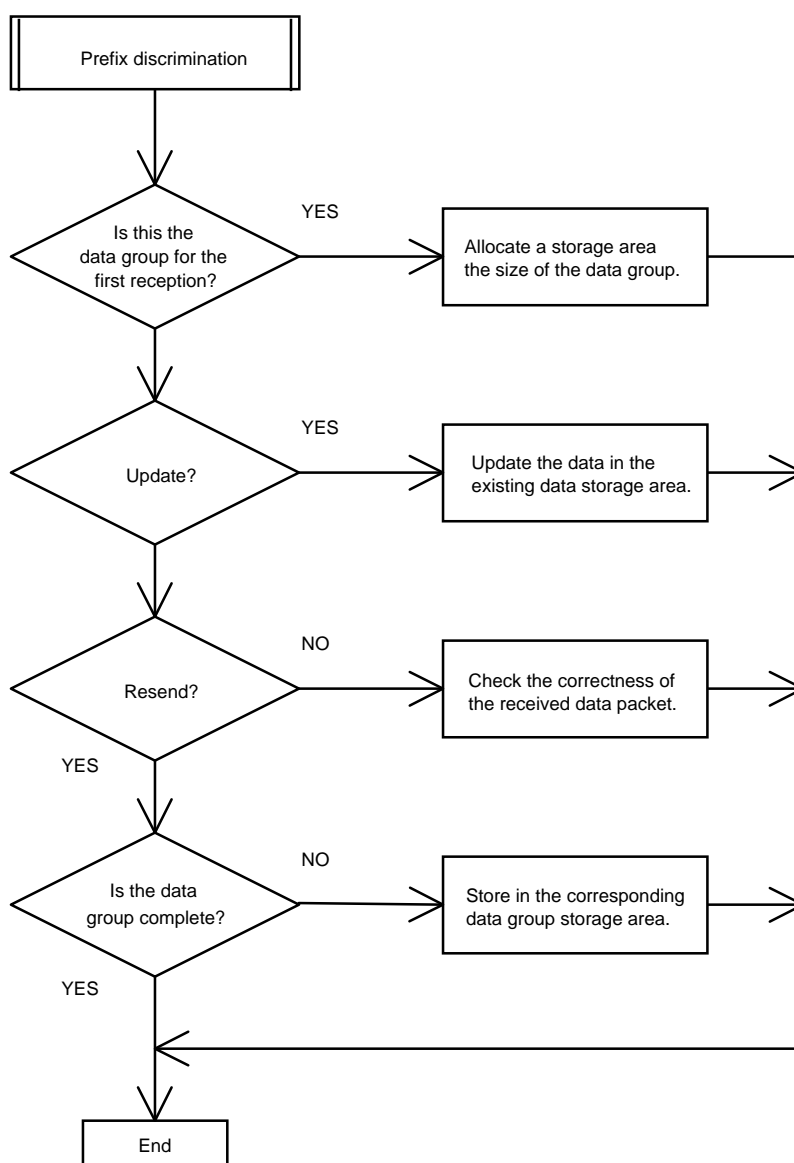 Prefix discrimination
Is this the
data group for the
first reception?
YES
Allocate a storage area
the size of the data group.
Update?
YES
Update the data in the
existing data storage area.
Resend?
NO
Check the correctness of
the received data packet.
YES
Is the data
group complete?
NO
Store in the corresponding
data group storage area.
YES
End